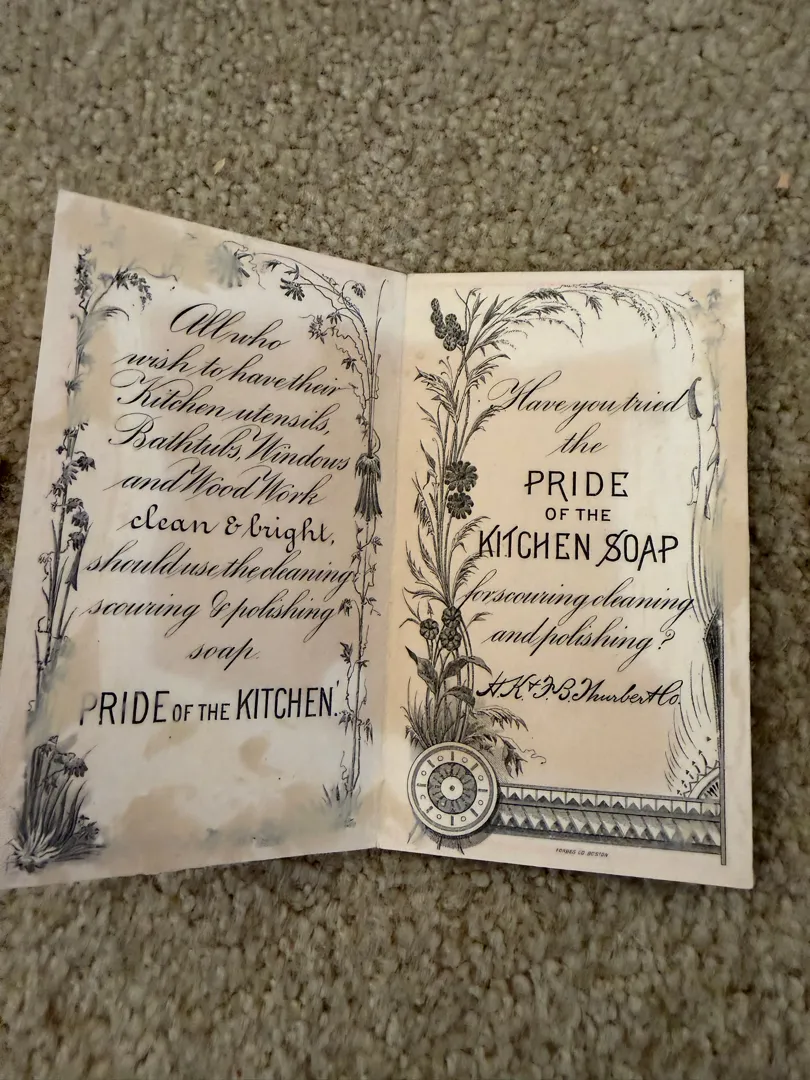 All who
wish to have their
Kitchen utensils,
Bathtubs, Windows
and Wood Work
clean & bright,
should use the cleaning
scouring & polishing
soap.
PRIDE OF THE KITCHEN.
Have you tried
the
PRIDE
OF THE
KITCHEN SOAP
for scouring cleaning
and polishing?
H.K. & F.B. Thurber & Co.
FORBES CO. BOSTON